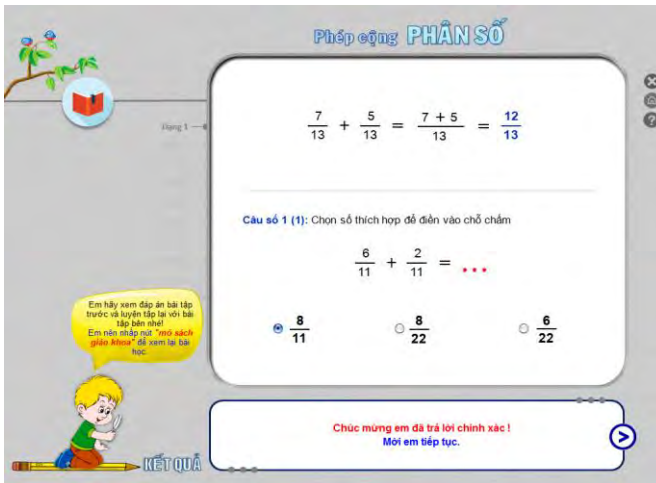 Phép cộng PHÂN SỐ
Dạng 1
7/13 + 5/13 = 7 + 5/13 = 12/13
Câu số 1 (1): Chọn số thích hợp để điền vào chỗ chấm
6/11 + 2/11 = ...
8/11 8/22 6/22
Em hãy xem đáp án bài tập
trước và luyện tập lại với bài
tập bên nhé!
Em nên nhấp nút "mở sách
giáo khoa" để xem lại bài
học.
Chúc mừng em đã trả lời chính xác !
Mời em tiếp tục.
KẾT QUẢ